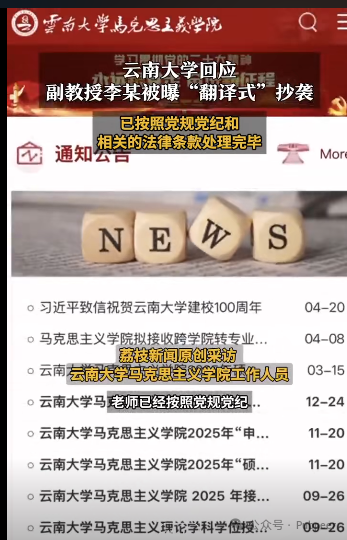 雲南大學馬克思主義學院
云南大学回应
副教授李某被曝“翻译式”抄袭
已按照党规党纪和
相关的法律条款处理完毕
通知公告
More
NEWS
习近平致信祝贺云南大学建校100周年 04-20
马克思主义学院拟接收跨学院转专业... 04-08
荔枝新闻原创采访
云南 03-15
云南大学马克思主义学院工作人员
云南大学马 12-24
老师已经按照党规党纪
云南大学马克思主义学院2025年“申... 11-20
云南大学马克思主义学院2025年“硕... 11-20
云南大学马克思主义学院 2025 年接... 09-26
云南大学马克思主义理论学科学位授... 09-26
公众号 · Pub